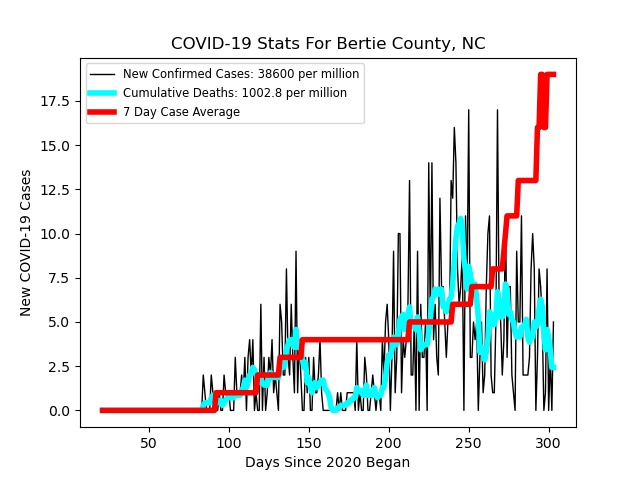 COVID-19 Stats For Bertie County, NC
New Confirmed Cases: 38600 per million
Cumulative Deaths: 1002.8 per million
7 Day Case Average
17.5
15.0
12.5
10.0
7.5
5.0
2.5
0.0
New COVID-19 Cases
50 100 150 200 250 300
Days Since 2020 Began